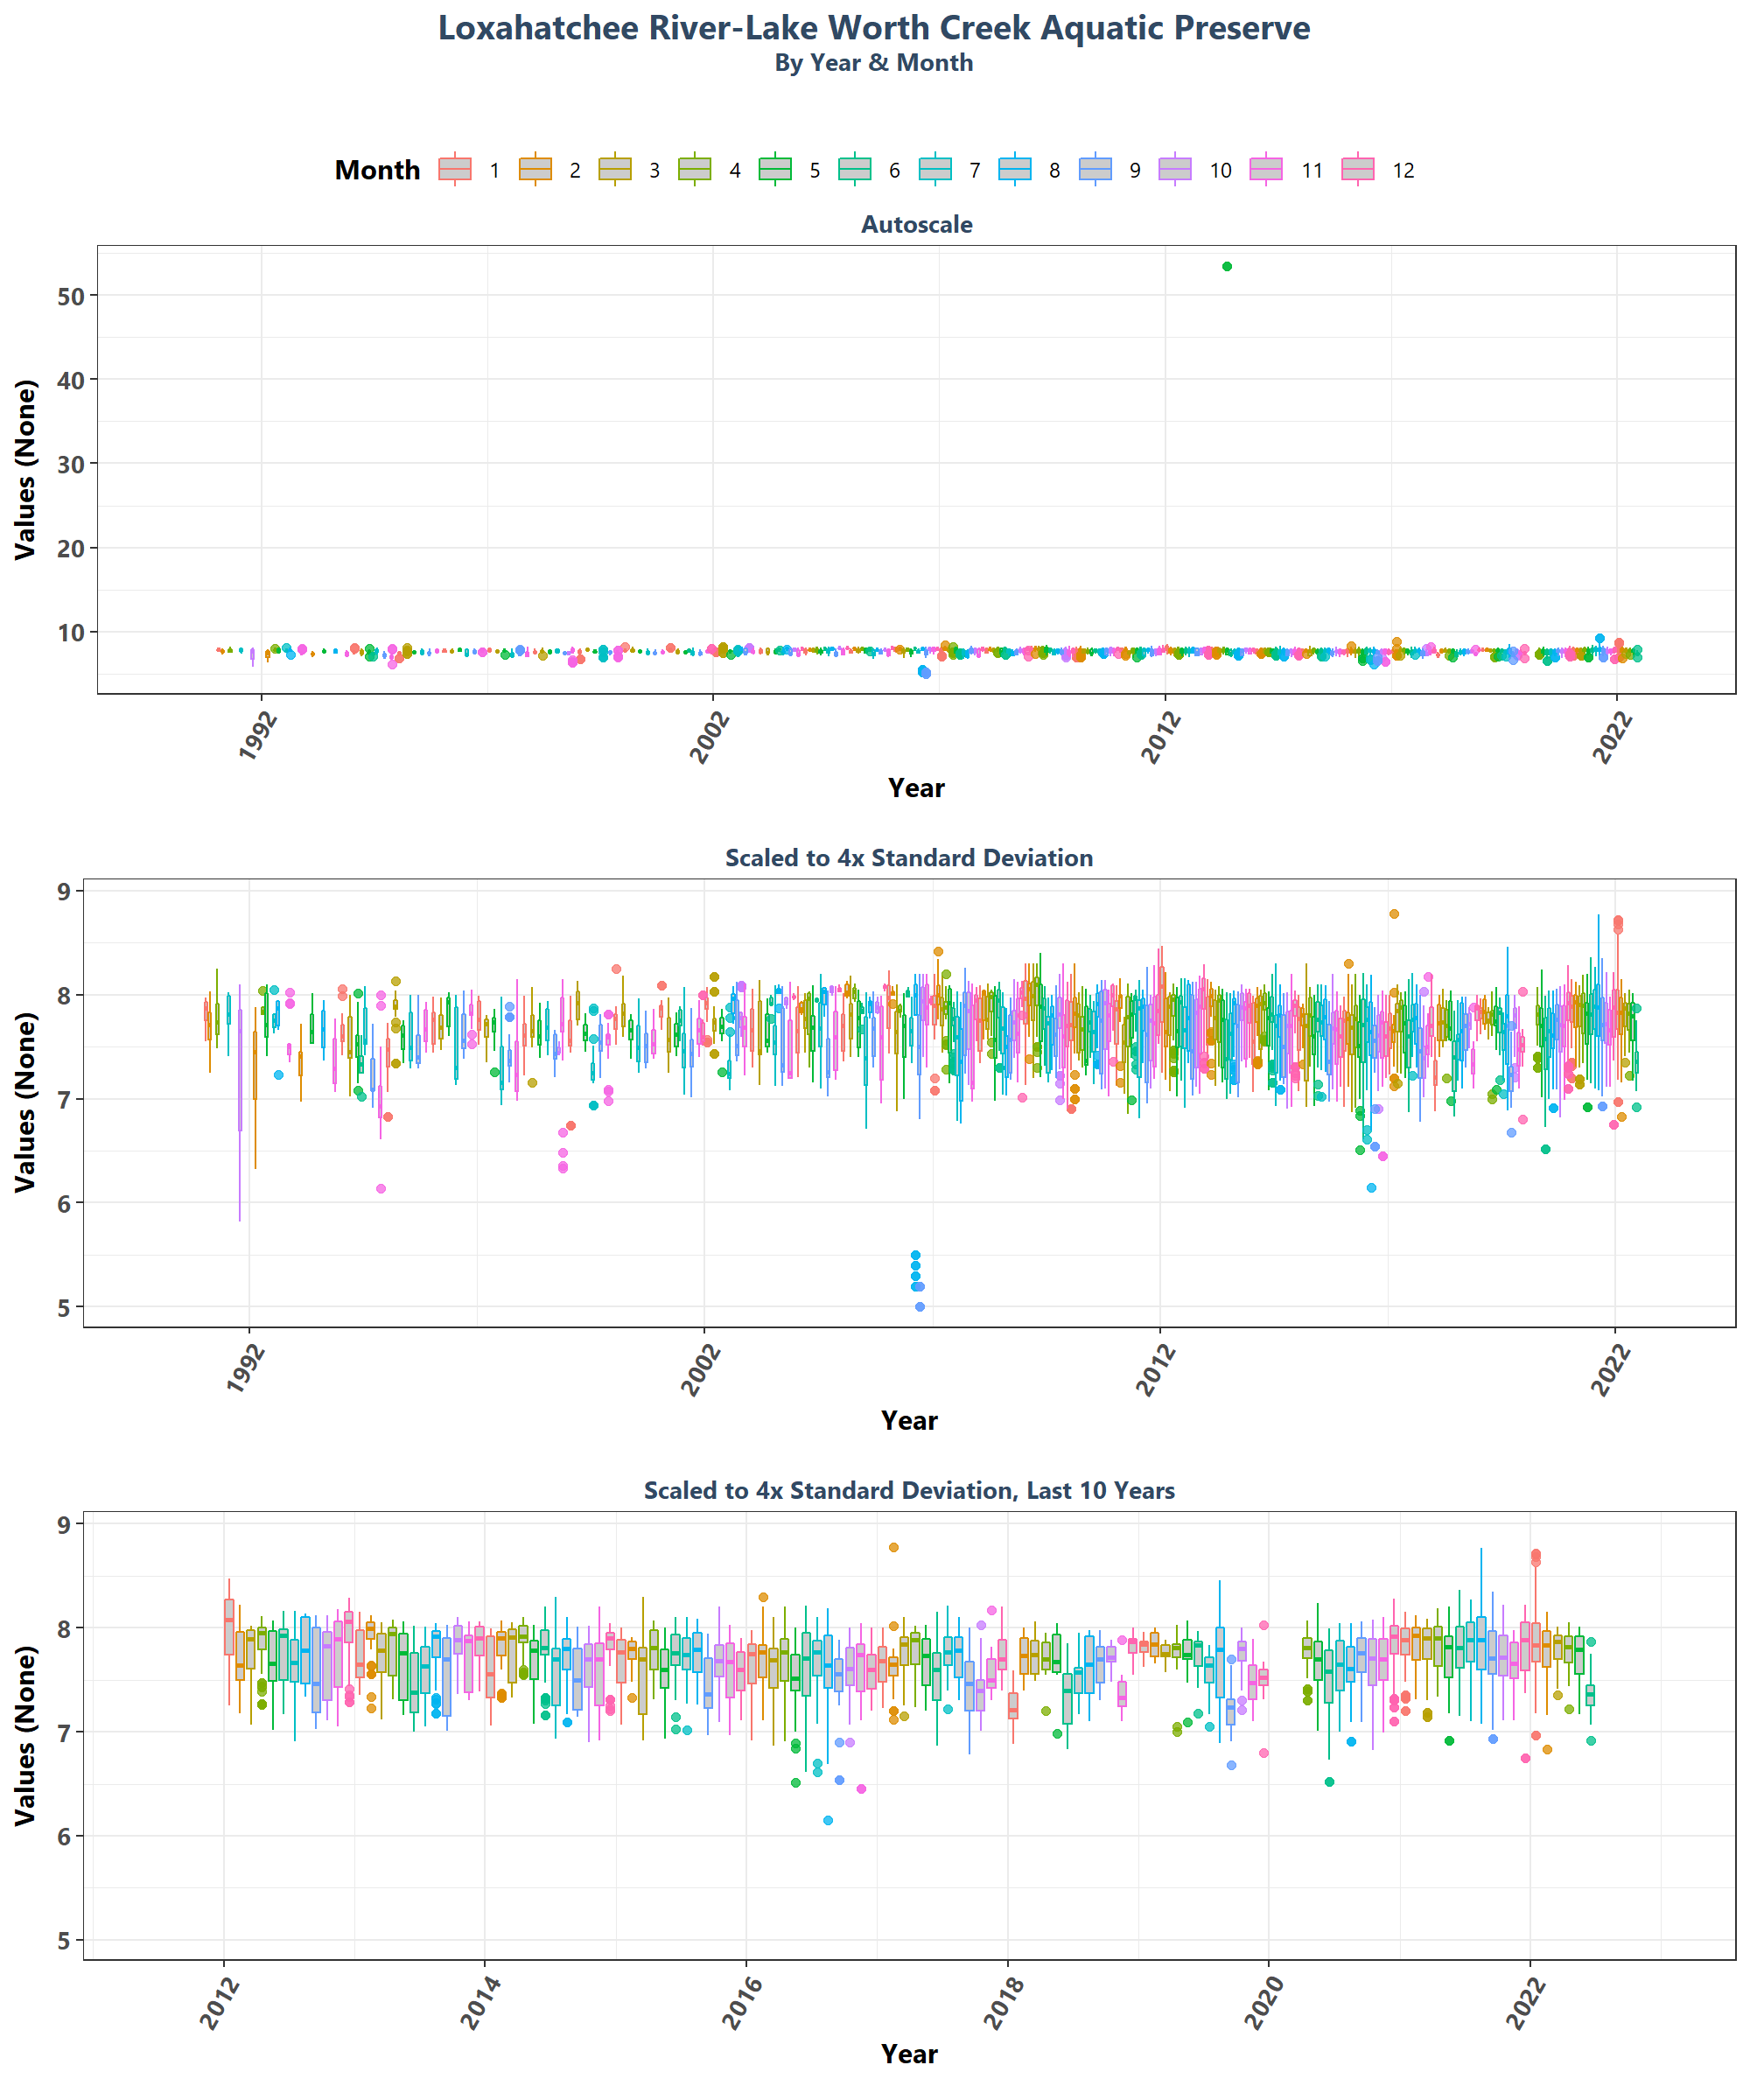 Loxahatchee River-Lake Worth Creek Aquatic Preserve
By Year & Month
Month 1 2 3 4 5 6 7 8 9 10 11 12
Autoscale
Values (None)
50
40
30
20
10
1992 2002 2012 2022
Year
Scaled to 4x Standard Deviation
Values (None)
9
8
7
6
5
1992 2002 2012 2022
Year
Scaled to 4x Standard Deviation, Last 10 Years
Values (None)
9
8
7
6
5
2012 2014 2016 2018 2020 2022
Year